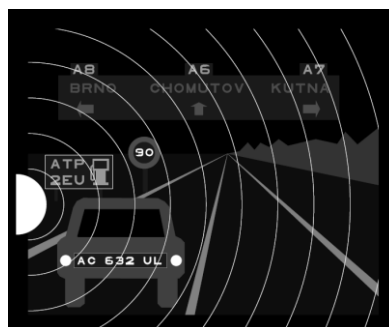 A8 A6 A7
BRNO CHOMUTOV KUTNA
90
ATP
2EU
AC 632 UL